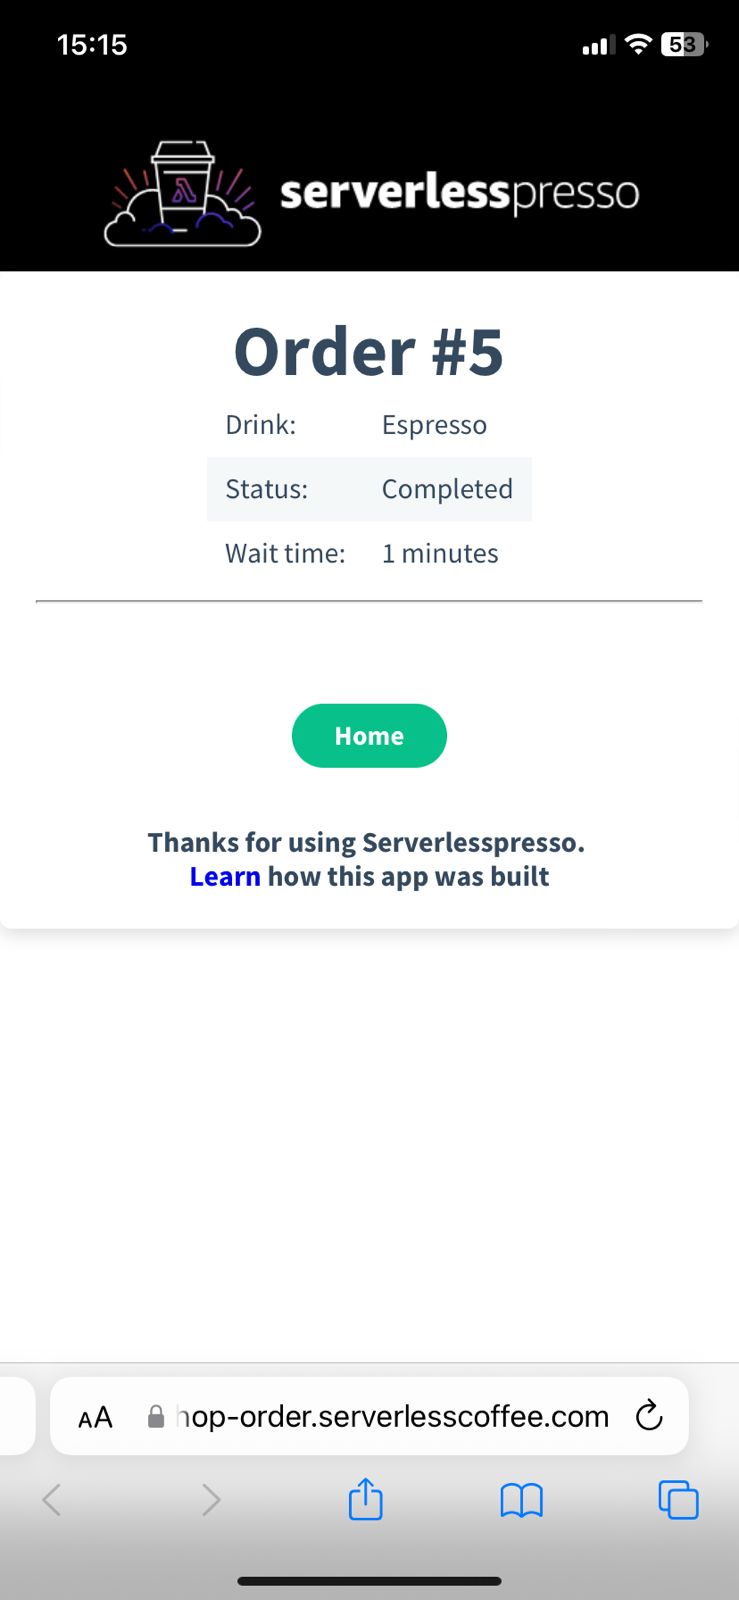 15:15
53
serverlesspresso
Order #5
Drink: Espresso
Status: Completed
Wait time: 1 minutes
Home
Thanks for using Serverlesspresso.
Learn how this app was built
AA hop-order.serverlesscoffee.com